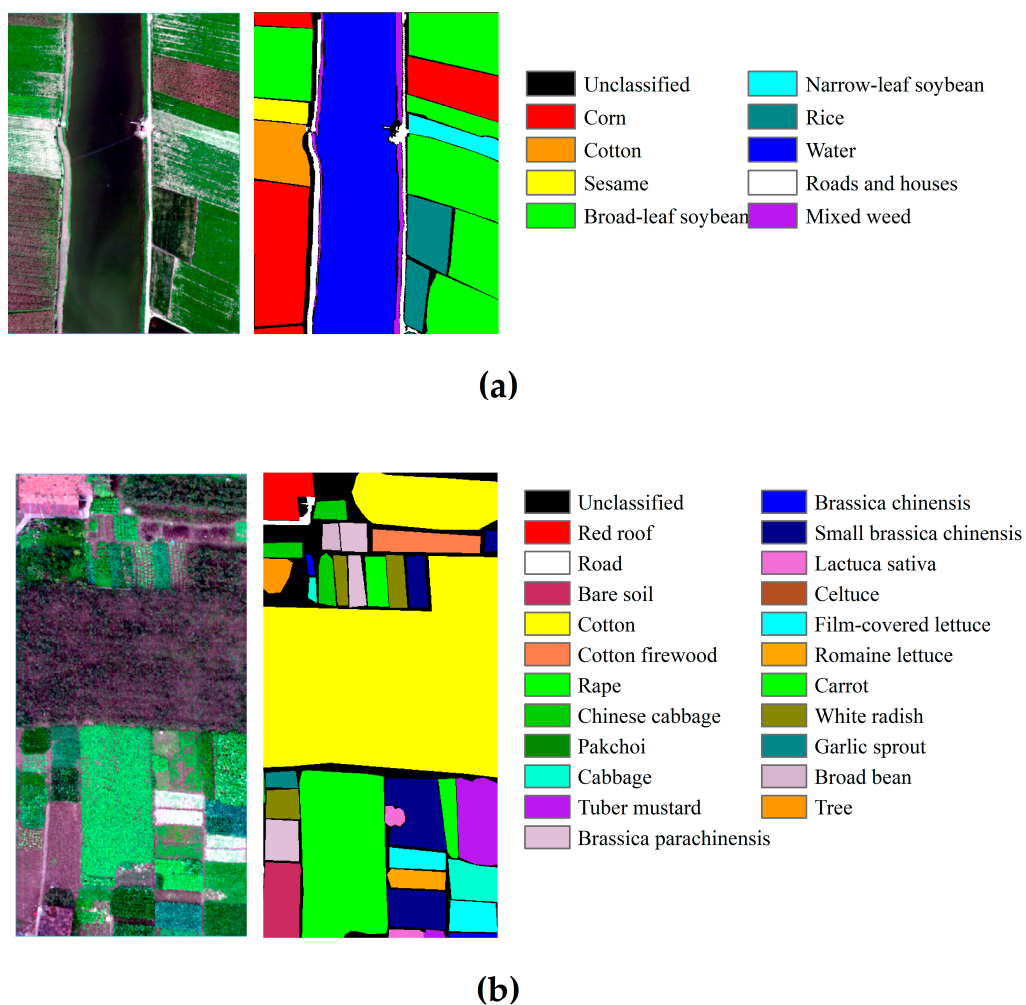 Unclassified
Corn
Cotton
Sesame
Broad-leaf soybean
Narrow-leaf soybean
Rice
Water
Roads and houses
Mixed weed
(a)
Unclassified
Red roof
Road
Bare soil
Cotton
Cotton firewood
Rape
Chinese cabbage
Pakchoi
Cabbage
Tuber mustard
Brassica parachinensis
Brassica chinensis
Small brassica chinensis
Lactuca sativa
Celtuce
Film-covered lettuce
Romaine lettuce
Carrot
White radish
Garlic sprout
Broad bean
Tree
(b)